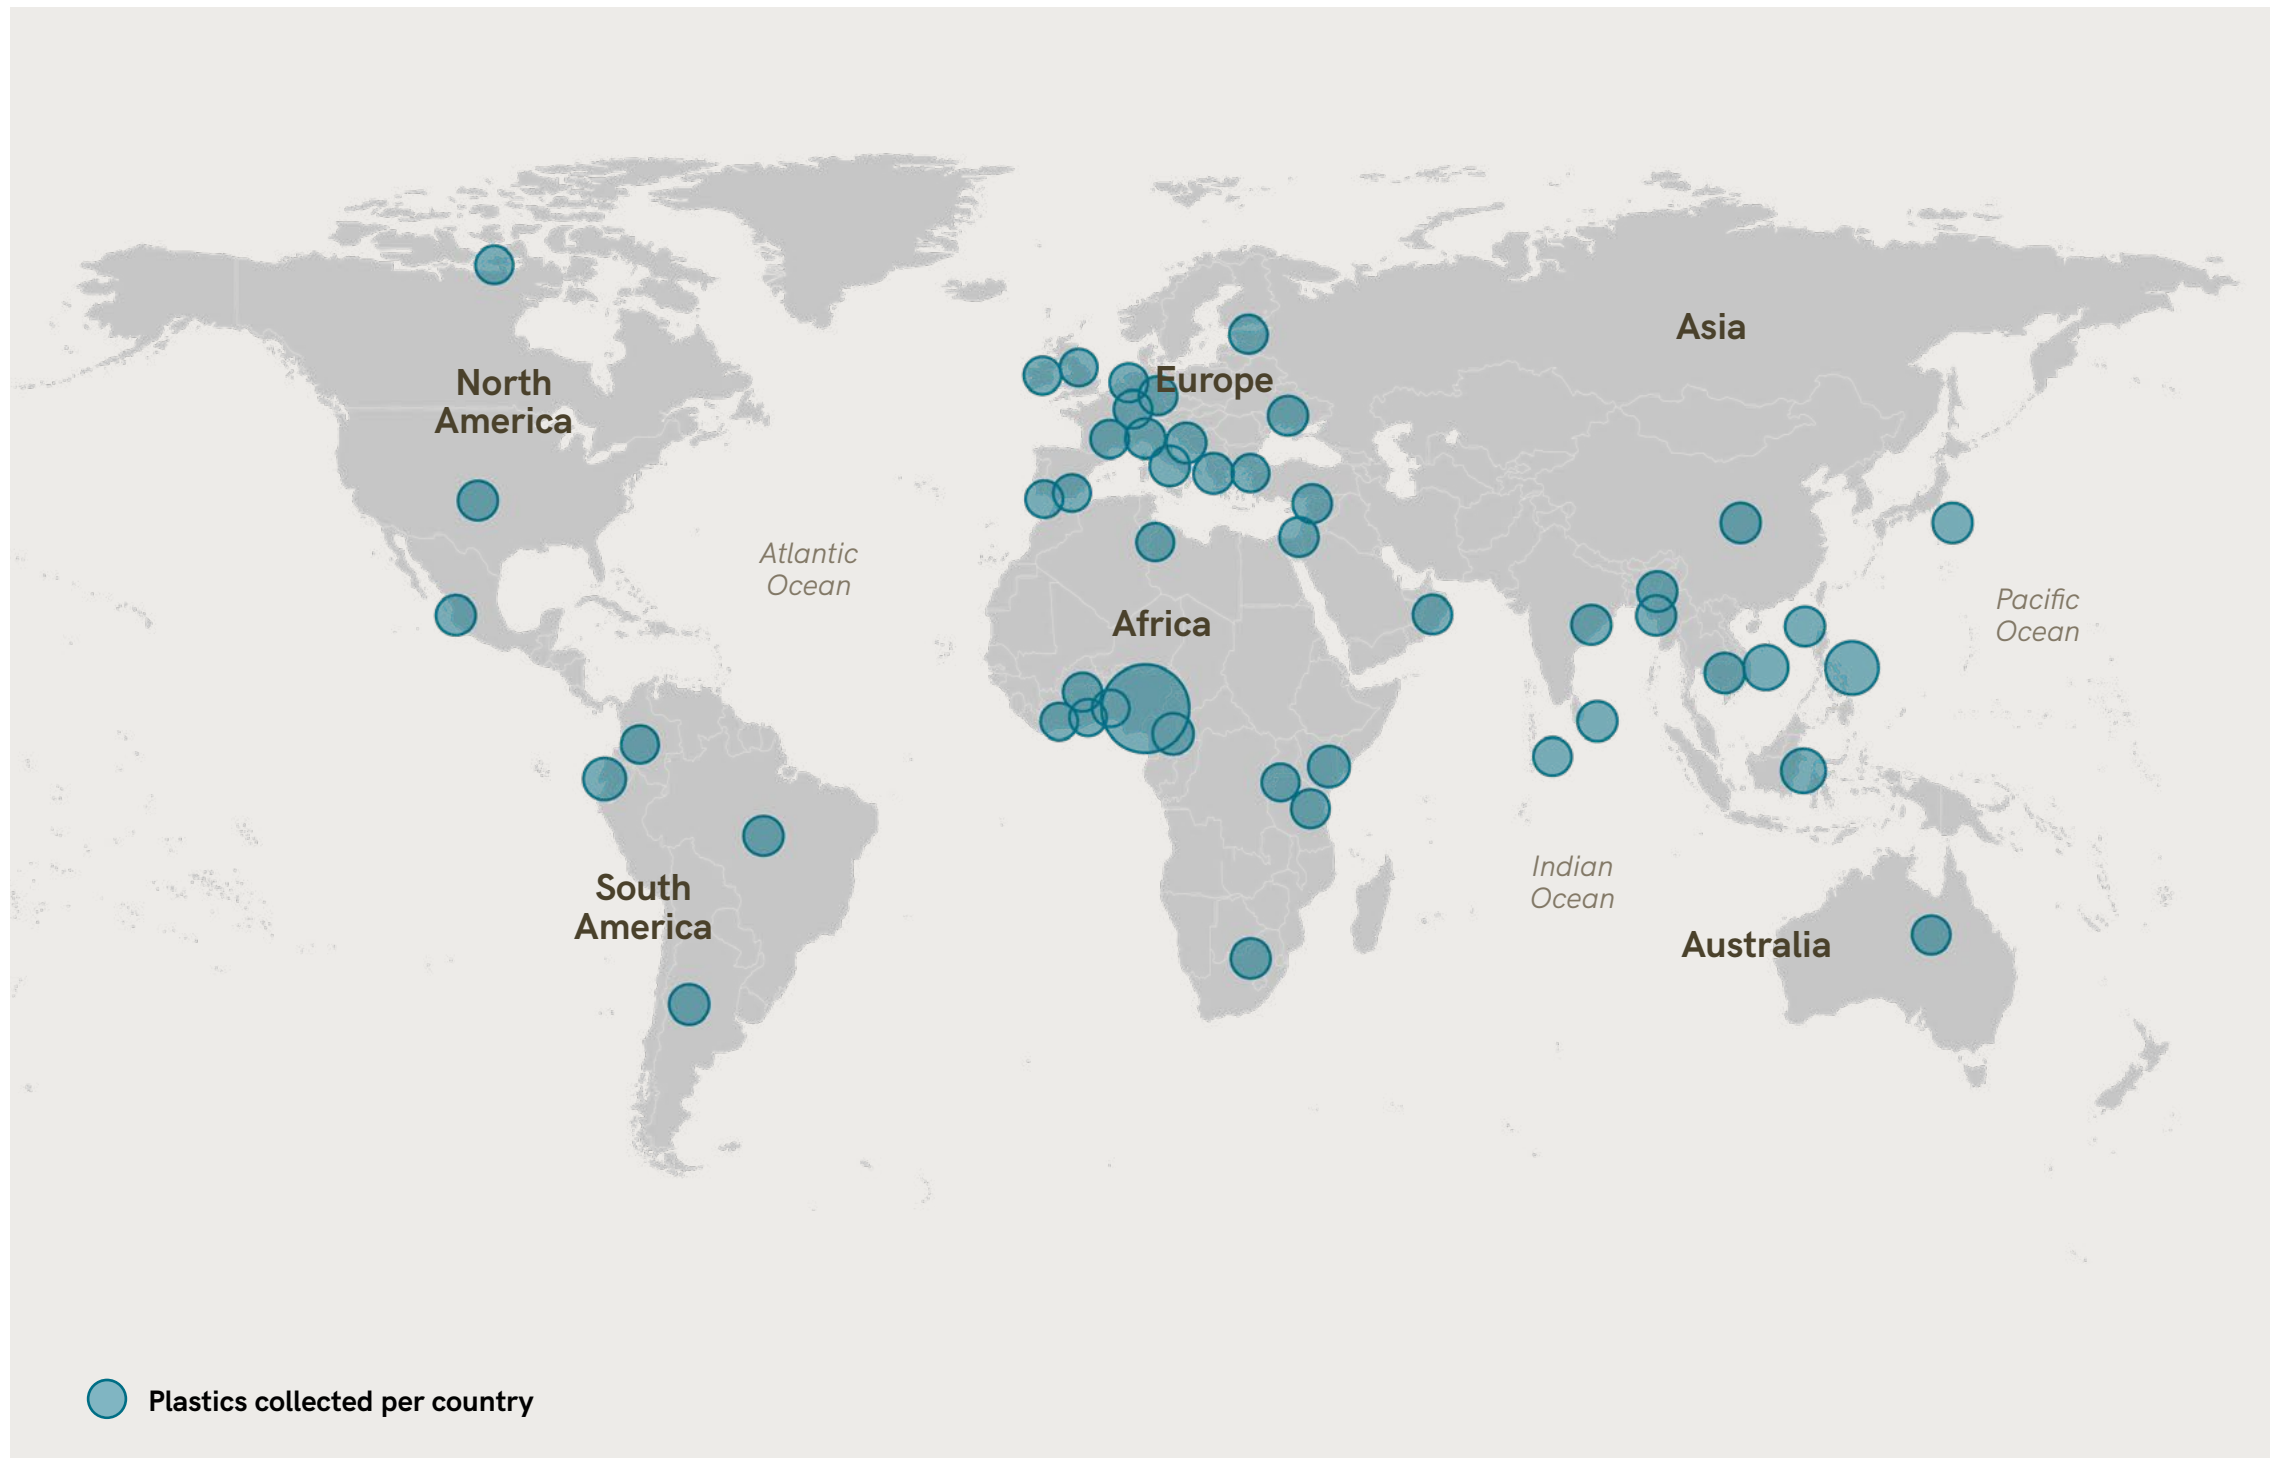 Asia
North
America
Europe
Atlantic
Ocean
Pacific
Ocean
Africa
Indian
Ocean
South
America
Australia
Plastics collected per country